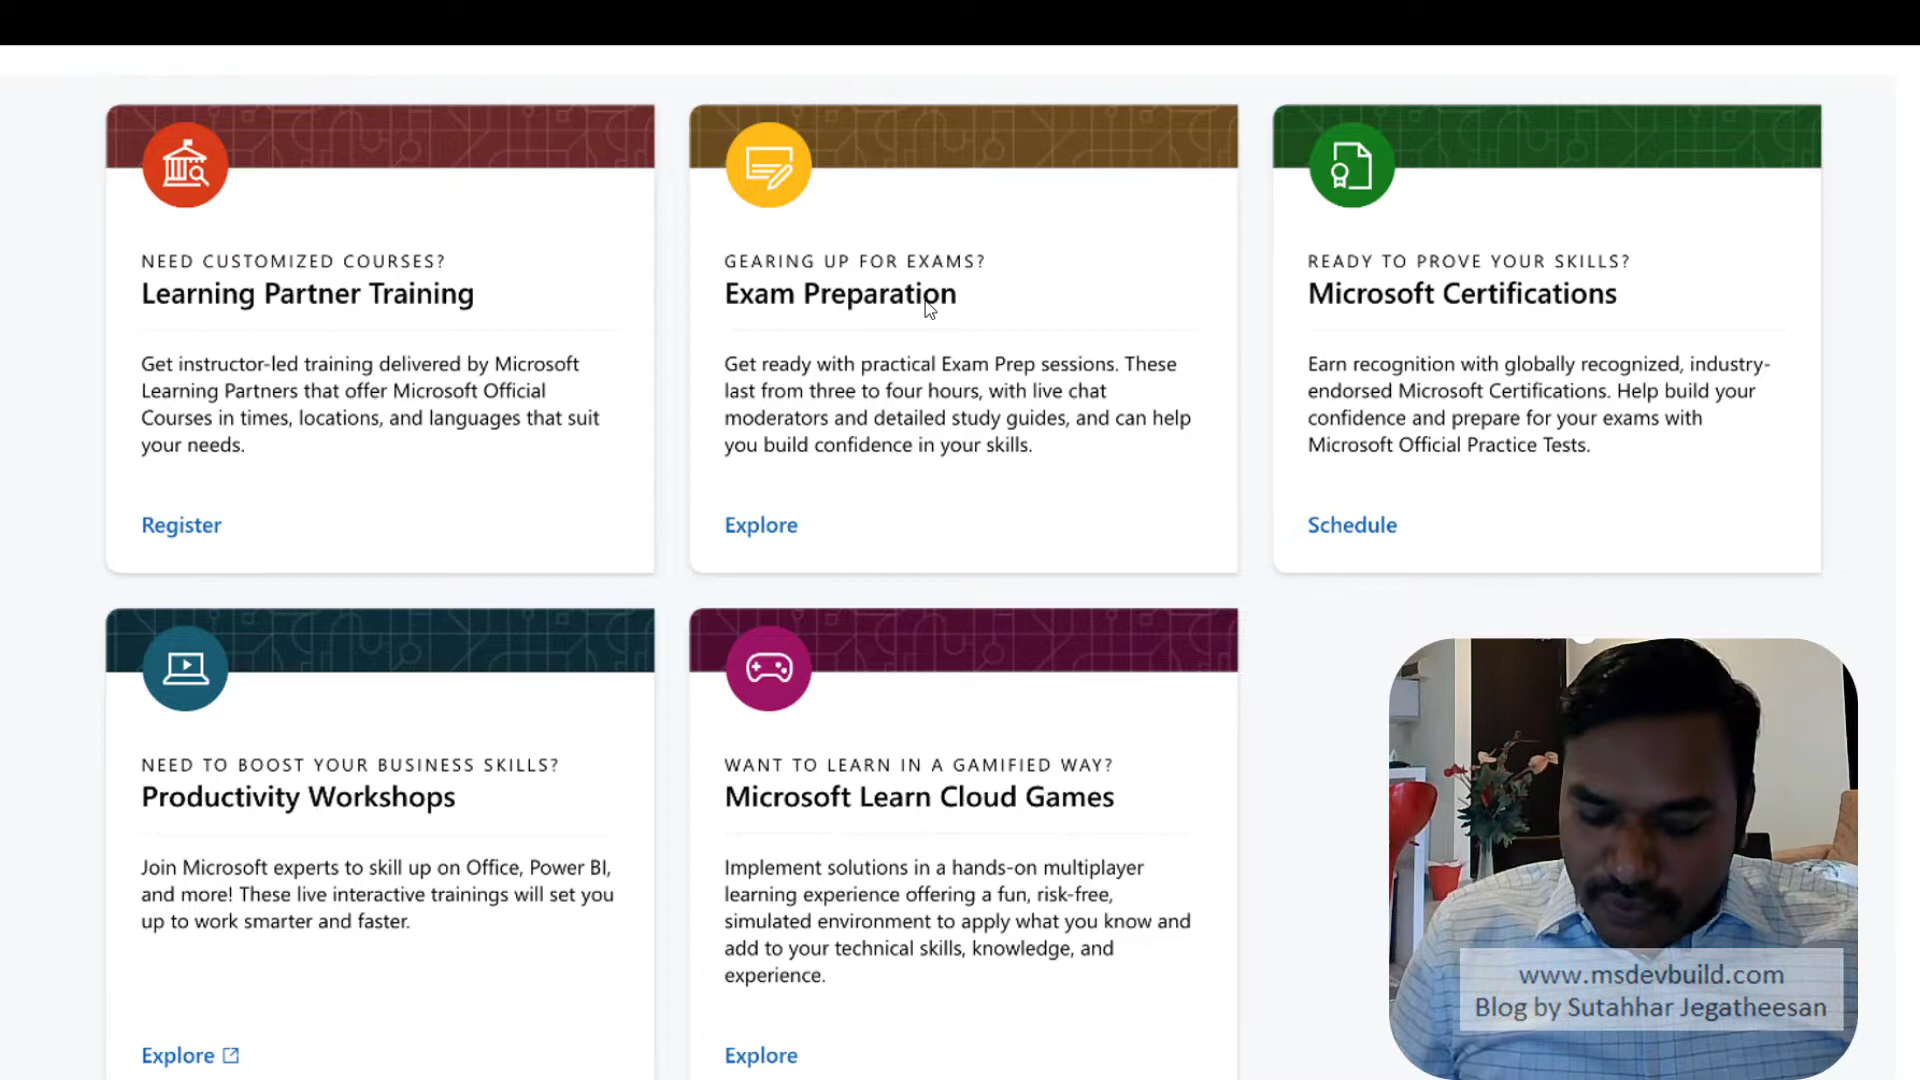 NEED CUSTOMIZED COURSES?
Learning Partner Training
Get instructor-led training delivered by Microsoft
Learning Partners that offer Microsoft Official
Courses in times, locations, and languages that suit
your needs.
Register
GEARING UP FOR EXAMS?
Exam Preparation
Get ready with practical Exam Prep sessions. These
last from three to four hours, with live chat
moderators and detailed study guides, and can help
you build confidence in your skills.
Explore
READY TO PROVE YOUR SKILLS?
Microsoft Certifications
Earn recognition with globally recognized, industry-
endorsed Microsoft Certifications. Help build your
confidence and prepare for your exams with
Microsoft Official Practice Tests.
Schedule
NEED TO BOOST YOUR BUSINESS SKILLS?
Productivity Workshops
Join Microsoft experts to skill up on Office, Power BI,
and more! These live interactive trainings will set you
up to work smarter and faster.
Explore
WANT TO LEARN IN A GAMIFIED WAY?
Microsoft Learn Cloud Games
Implement solutions in a hands-on multiplayer
learning experience offering a fun, risk-free,
simulated environment to apply what you know and
add to your technical skills, knowledge, and
experience.
Explore
www.msdevbuild.com
Blog by Sutahhar Jegatheesan